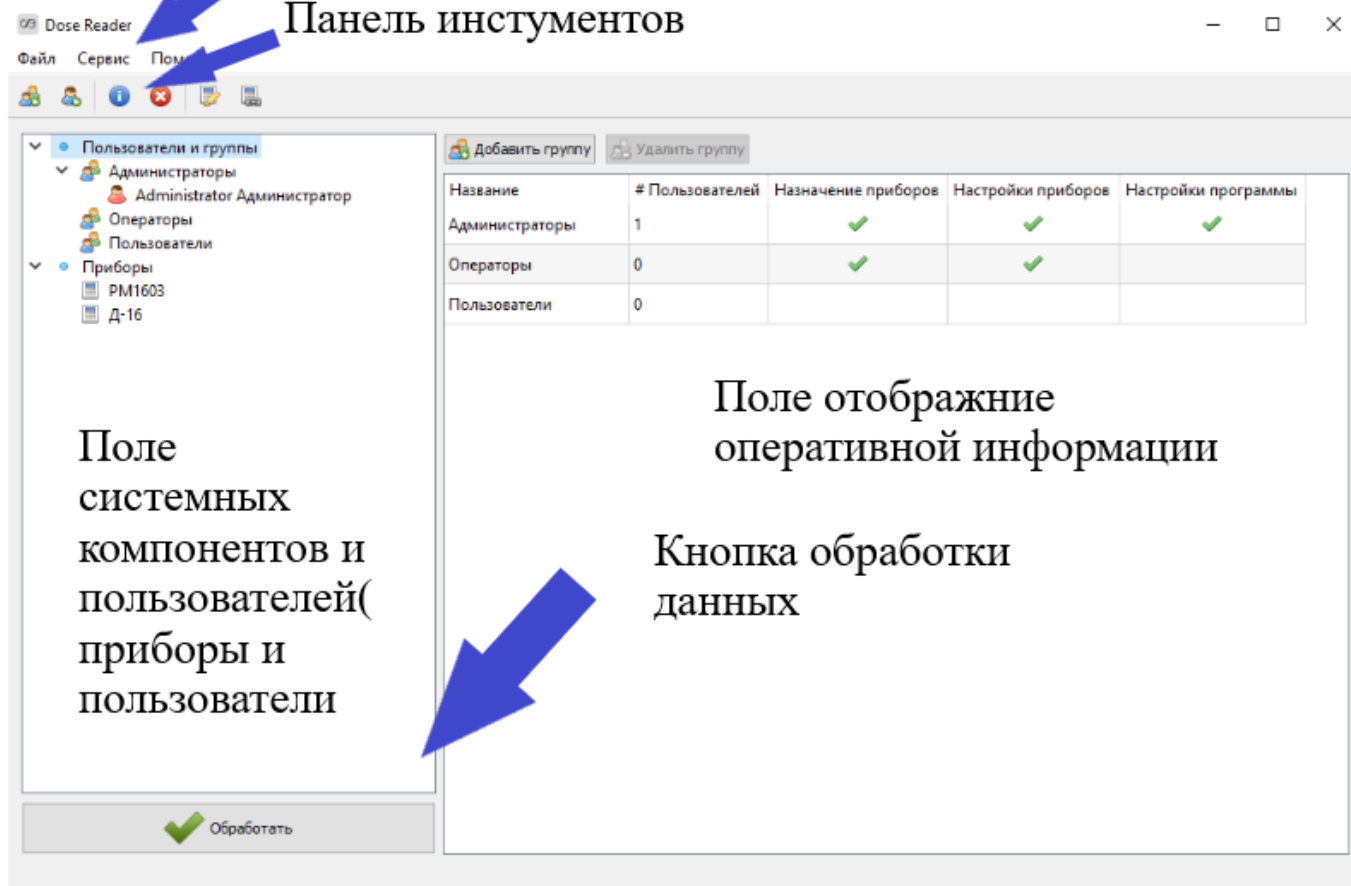 Dose Reader
Панель инстументов
Файл Сервис
Пользователи и группы
Администраторы
Administrator Администратор
Операторы
Пользователи
Приборы
РМ1603
Д-16
Поле
системных
компонентов и
пользователей(
приборы и
пользователи
Обработать
Добавить группу Удалить группу
Название # Пользователей Назначение приборов Настройки приборов Настройки программы
Администраторы 1
Операторы 0
Пользователи 0
Поле отображние
оперативной информации
Кнопка обработки
данных